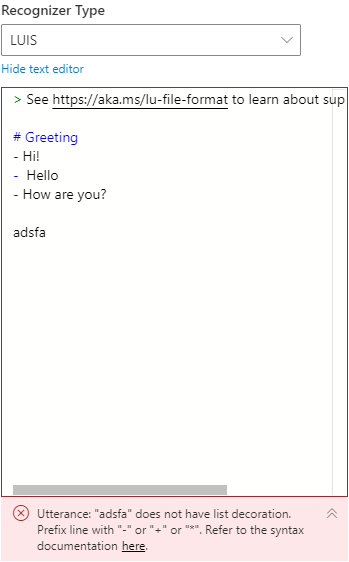 Recognizer Type
LUIS
Hide text editor
> See https://aka.ms/lu-file-format to learn about sup
# Greeting
- Hi!
- Hello
- How are you?
adsfa
Utterance: "adsfa" does not have list decoration.
Prefix line with "-" or "+" or "*". Refer to the syntax
documentation here.